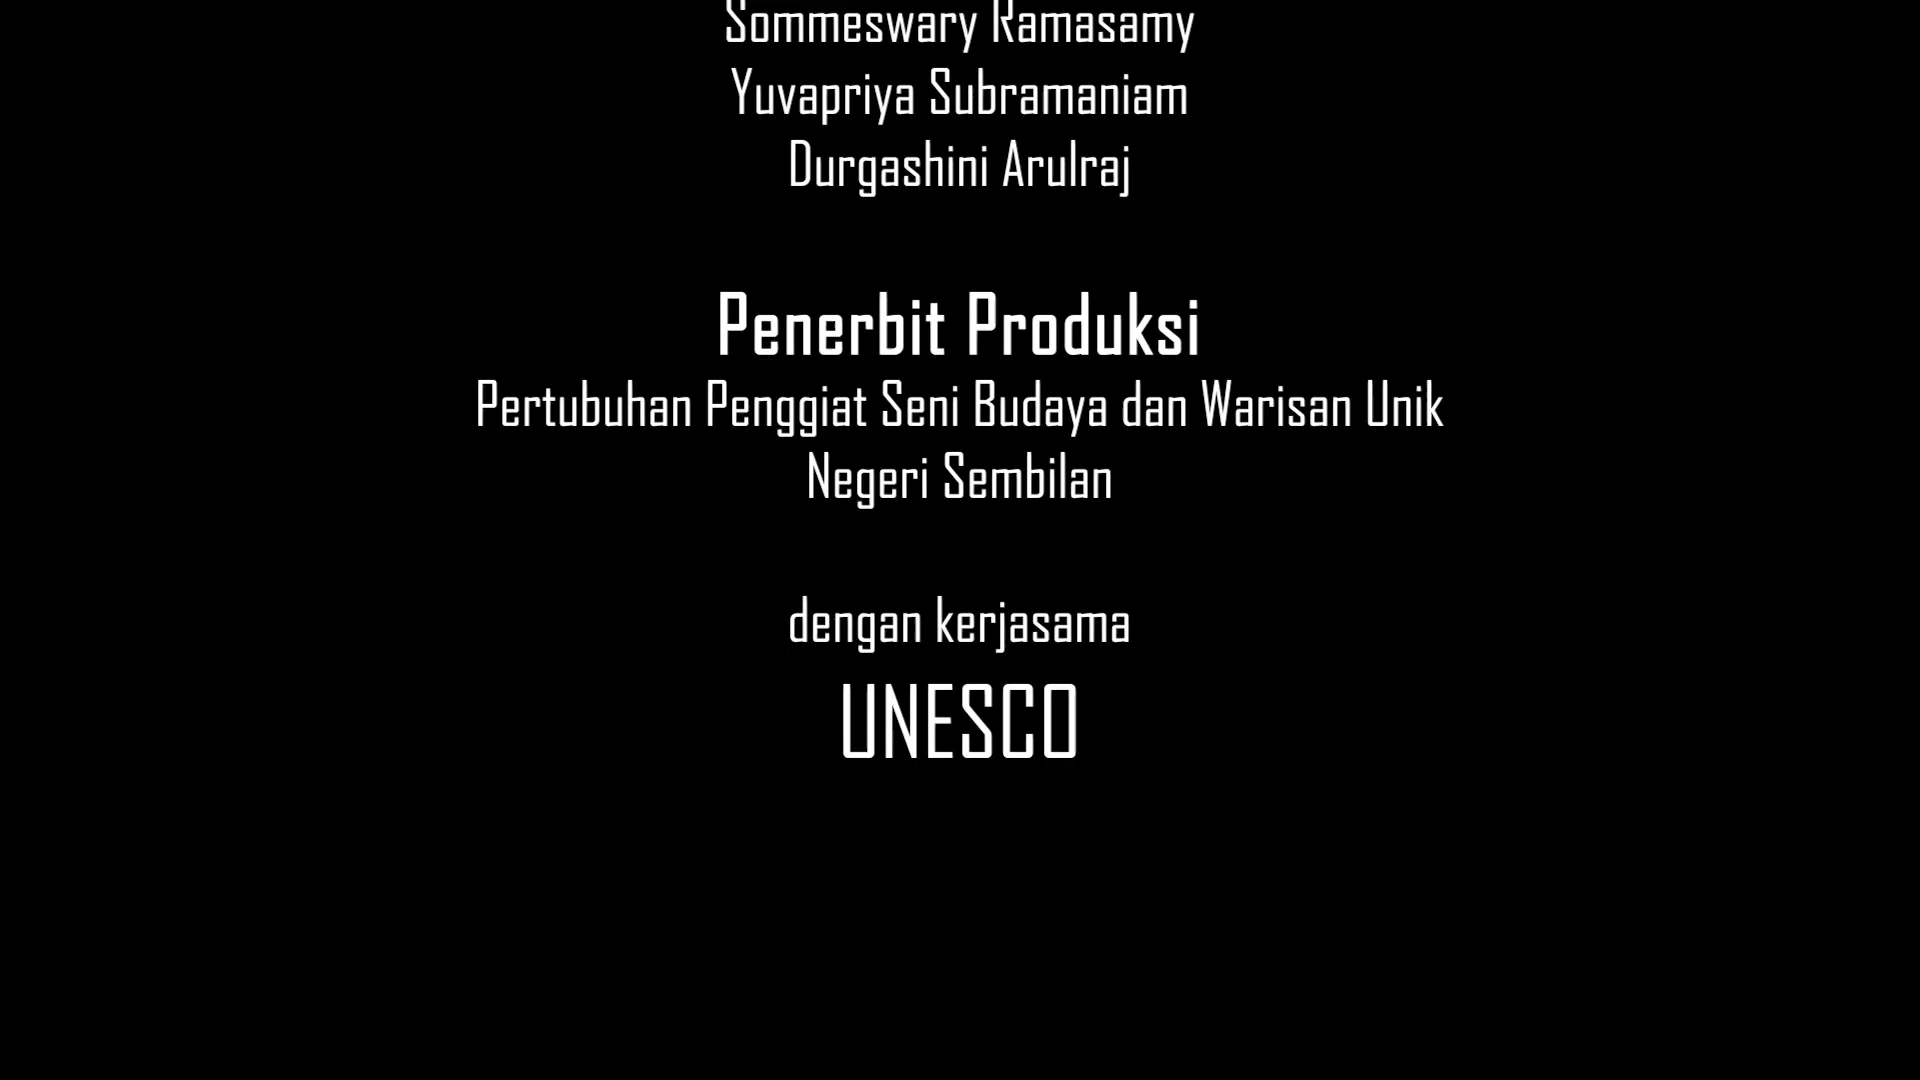 Sommeswary Ramasamy
Yuvapriya Subramaniam
Durgashini Arulraj
Penerbit Produksi
Pertubuhan Penggiat Seni Budaya dan Warisan Unik
Negeri Sembilan
dengan kerjasama
UNESCO